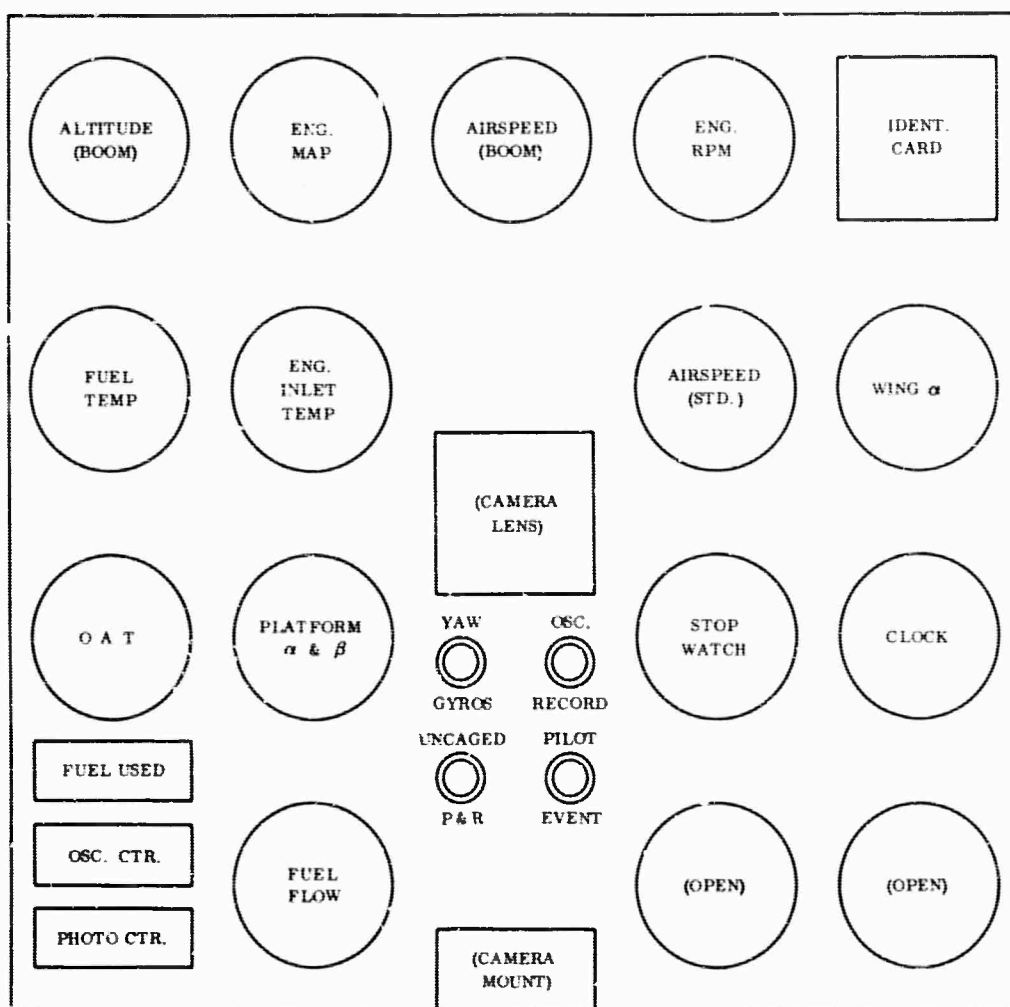 ALTITUDE
(BOOM)
ENG.
MAP
AIRSPEED
(BOOM)
ENG.
RPM
IDENT.
CARD
FUEL
TEMP
ENG.
INLET
TEMP
AIRSPEED
(STD.)
WING α
(CAMERA
LENS)
O A T
PLATFORM
α & β
YAW
GYROS
OSC.
RECORD
STOP
WATCH
CLOCK
UNCAGED
P & R
PILOT
EVENT
FUEL USED
OSC. CTR.
PHOTO CTR.
FUEL
FLOW
(CAMERA
MOUNT)
(OPEN)
(OPEN)